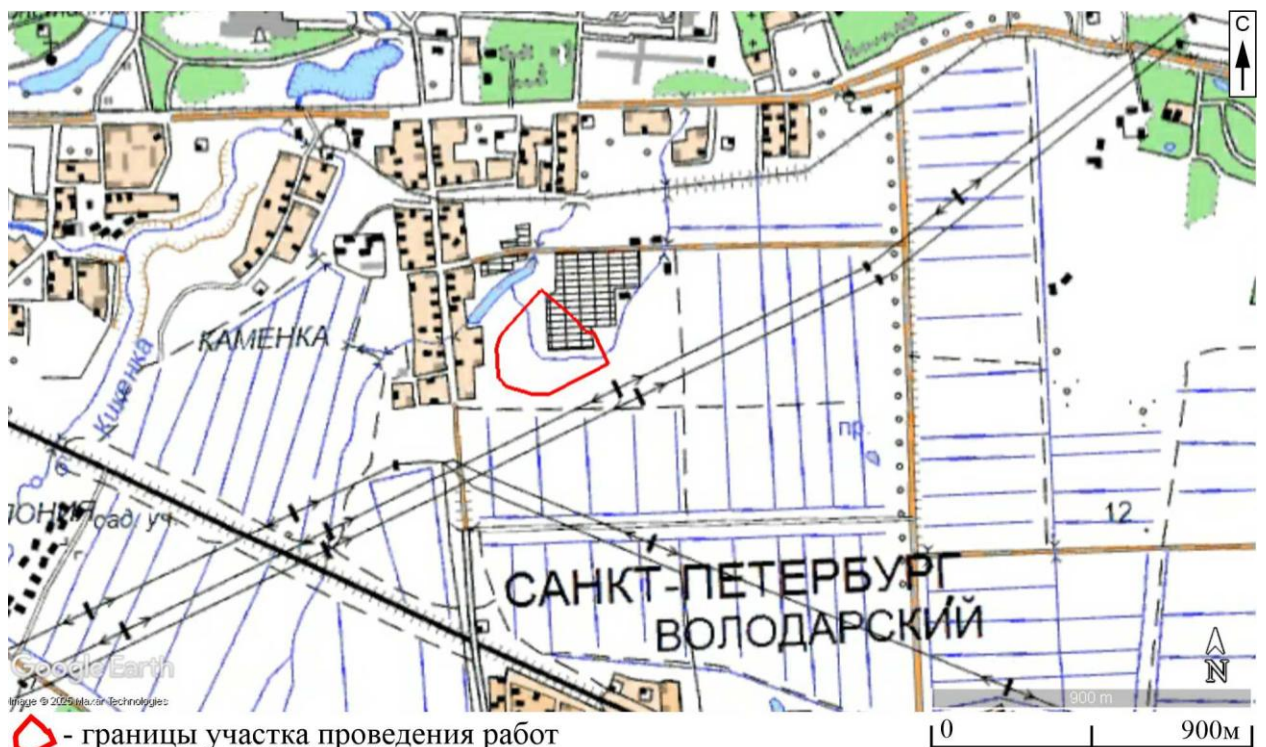 С
КАМЕНКА
Кикенка
пр.
сад. уч.
12
САНКТ-ПЕТЕРБУРГ
ВОЛОДАРСКИЙ
N
Google Earth
Image © 2025 Maxar Technologies
900 m
- границы участка проведения работ
0 900м